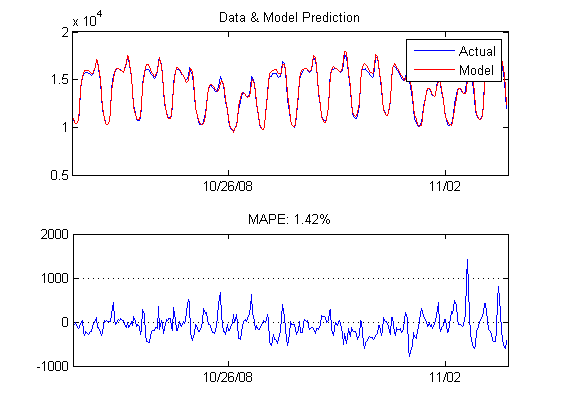 Data & Model Prediction
2 x 10^4
Actual
Model
1.5
1
0.5
10/26/08
11/02
MAPE: 1.42%
2000
1000
0
-1000
10/26/08
11/02